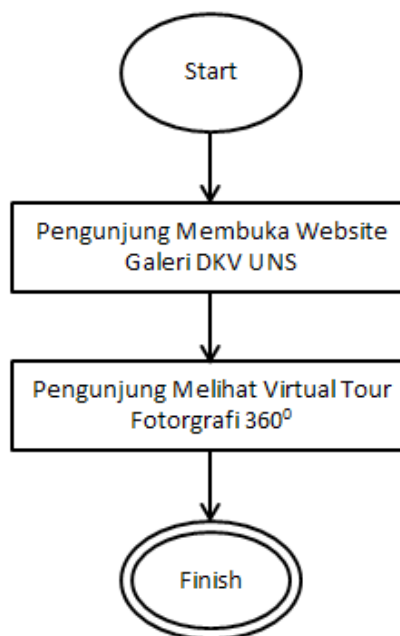 Start
Pengunjung Membuka Website
Galeri DKV UNS
Pengunjung Melihat Virtual Tour
Fotorgrafi 360⁰
Finish